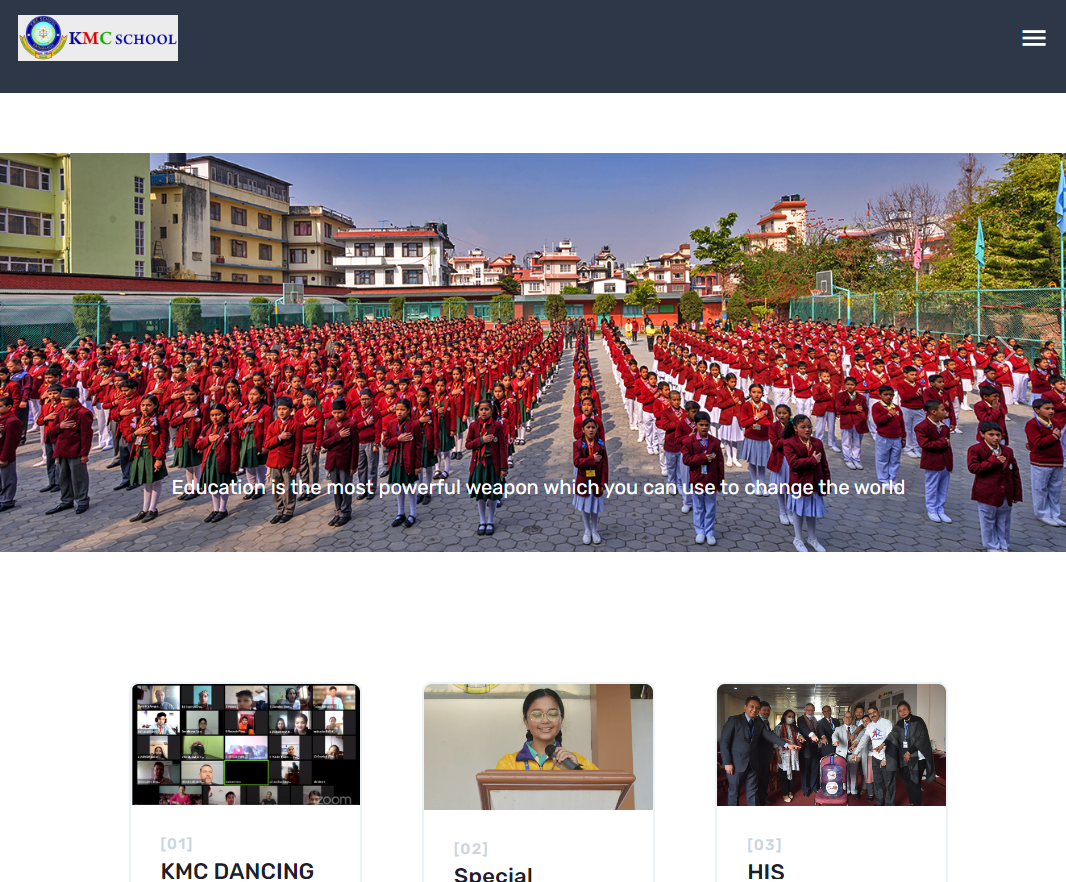 KMC SCHOOL
Education is the most powerful weapon which you can use to change the world
zoom
[01]
KMC DANCING
[02]
Special
[03]
HIS